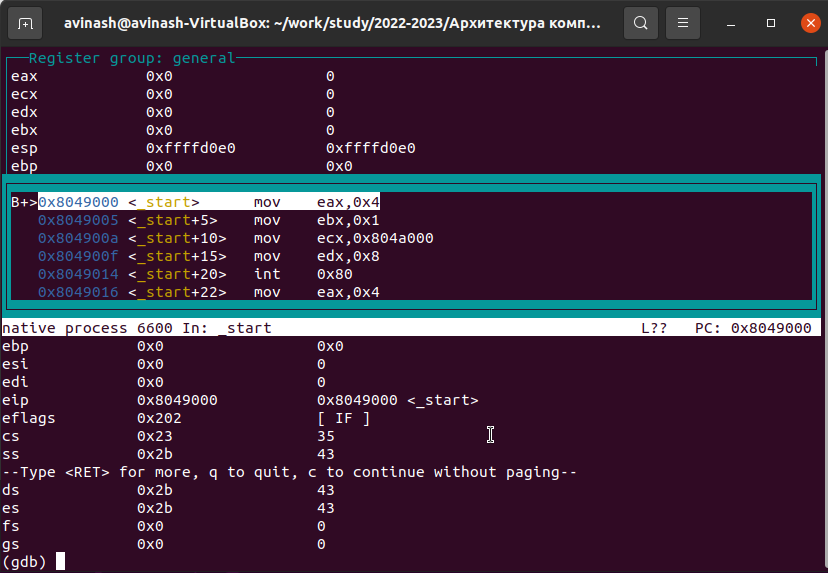 avinash@avinash-VirtualBox: ~/work/study/2022-2023/Архитектура комп...
Register group: general
eax 0x0 0
ecx 0x0 0
edx 0x0 0
ebx 0x0 0
esp 0xffffd0e0 0xffffd0e0
ebp 0x0 0x0
B+>0x8049000 <_start> mov eax,0x4
0x8049005 <_start+5> mov ebx,0x1
0x804900a <_start+10> mov ecx,0x804a000
0x804900f <_start+15> mov edx,0x8
0x8049014 <_start+20> int 0x80
0x8049016 <_start+22> mov eax,0x4
native process 6600 In: _start L?? PC: 0x8049000
ebp 0x0 0x0
esi 0x0 0
edi 0x0 0
eip 0x8049000 0x8049000 <_start>
eflags 0x202 [ IF ]
cs 0x23 35
ss 0x2b 43
--Type <RET> for more, q to quit, c to continue without paging--
ds 0x2b 43
es 0x2b 43
fs 0x0 0
gs 0x0 0
(gdb)